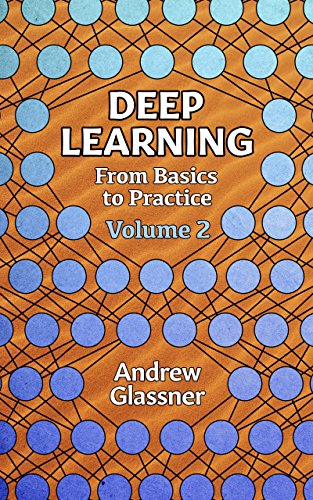 DEEP
LEARNING
From Basics
to Practice
Volume 2
Andrew
Glassner